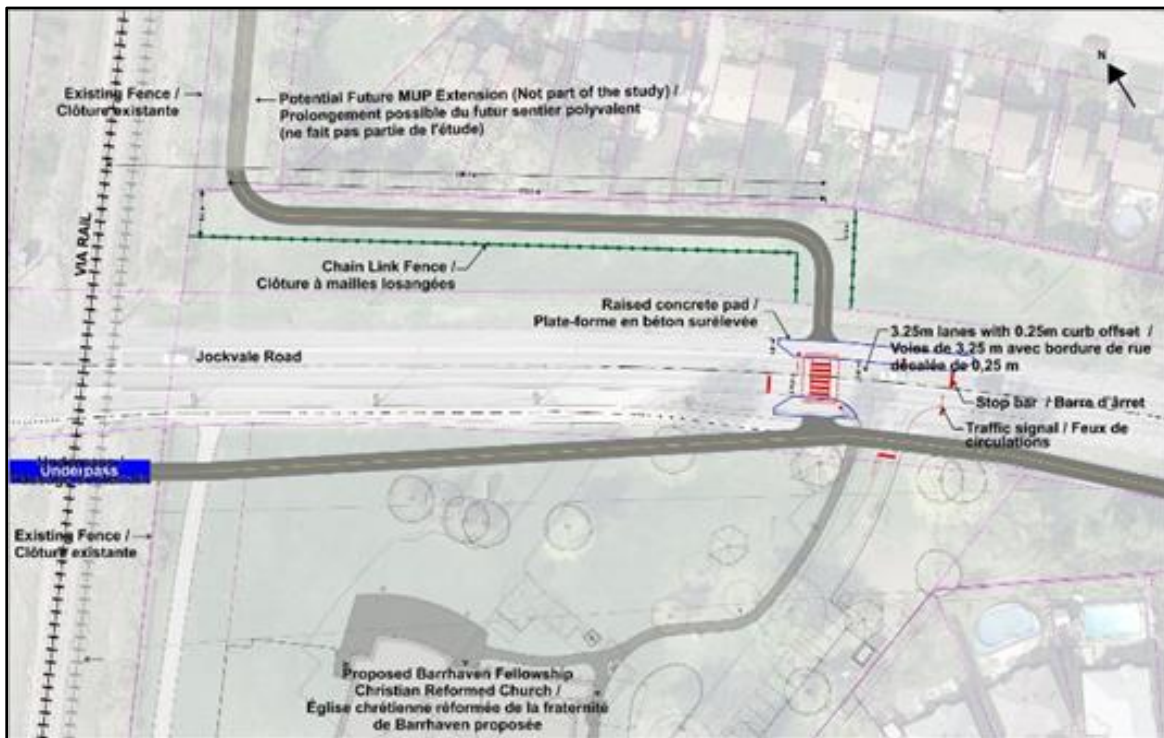 N
Existing Fence /
Clôture existante
Potential Future MUP Extension (Not part of the study) /
Prolongement possible du futur sentier polyvalent
(ne fait pas partie de l'étude)
VIA RAIL
Chain Link Fence /
Clôture à mailles losangées
Raised concrete pad /
Plate-forme en béton surélevée
3.25m lanes with 0.25m curb offset /
Voies de 3,25 m avec bordure de rue
décalée de 0,25 m
Jockvale Road
Stop bar / Barre d'àrret
Traffic signal / Feux de
circulations
Underpass
Existing Fence /
Clôture existante
Proposed Barrhaven Fellowship
Christian Reformed Church /
Église chrétienne réformée de la fraternité
de Barrhaven proposée